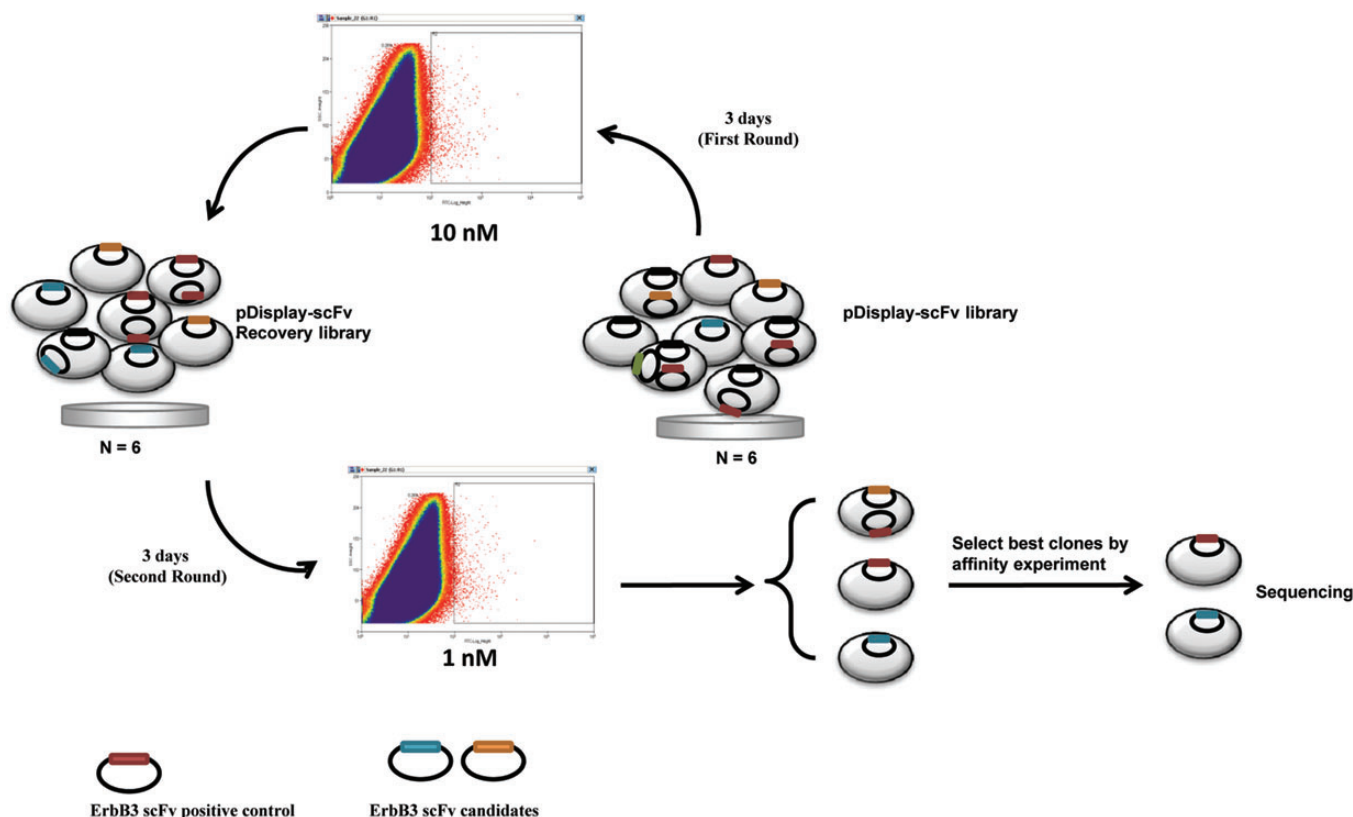 3 days
(First Round)
10 nM
pDisplay-scFv
Recovery library
pDisplay-scFv library
N = 6
N = 6
3 days
(Second Round)
1 nM
Select best clones by
affinity experiment
Sequencing
ErbB3 scFv positive control
ErbB3 scFv candidates